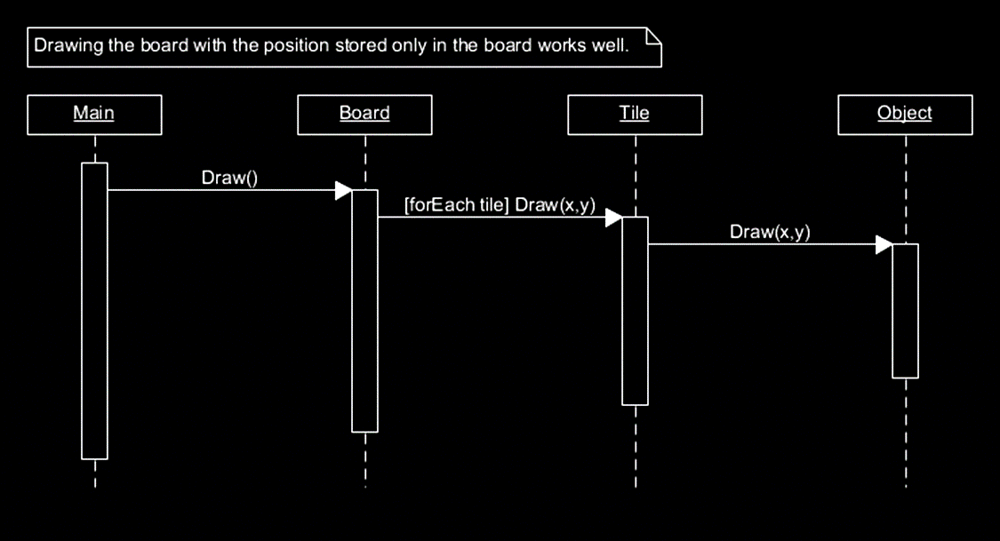 Drawing the board with the position stored only in the board works well.
Main
Board
Tile
Object
Draw()
[forEach tile] Draw(x,y)
Draw(x,y)